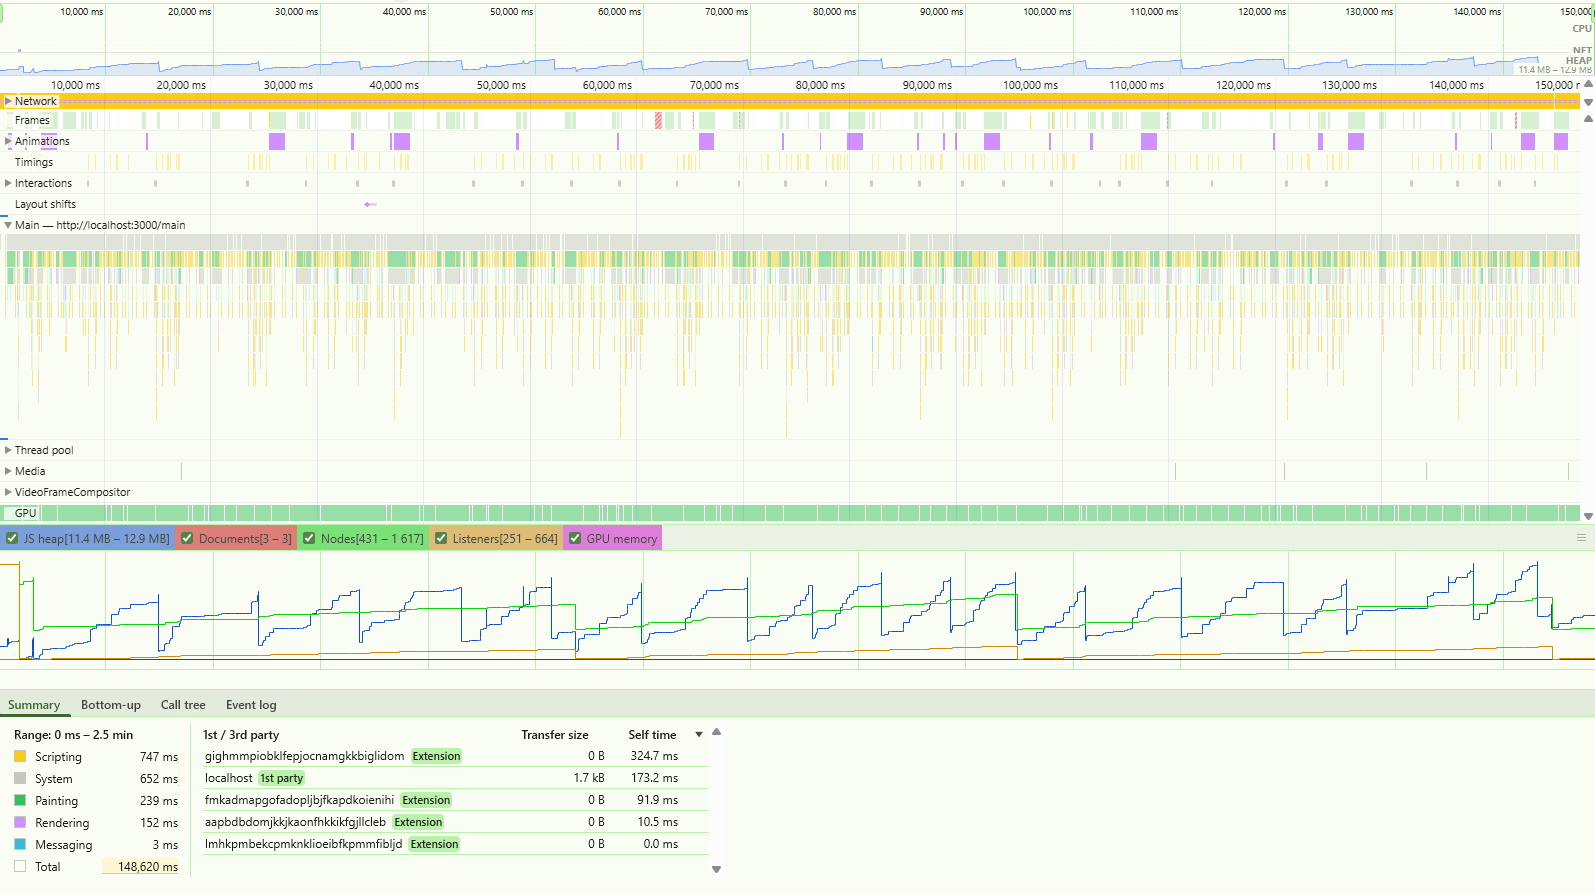 10,000 ms 20,000 ms 30,000 ms 40,000 ms 50,000 ms 60,000 ms 70,000 ms 80,000 ms 90,000 ms 100,000 ms 110,000 ms 120,000 ms 130,000 ms 140,000 ms 150,000
CPU
NET
HEAP
11.4 MB – 12.9 MB
10,000 ms 20,000 ms 30,000 ms 40,000 ms 50,000 ms 60,000 ms 70,000 ms 80,000 ms 90,000 ms 100,000 ms 110,000 ms 120,000 ms 130,000 ms 140,000 ms 150,000 m
Network
Frames
Animations
Timings
Interactions
Layout shifts
Main — http://localhost:3000/main
Thread pool
Media
VideoFrameCompositor
GPU
JS heap[11.4 MB – 12.9 MB] Documents[3 – 3] Nodes[431 – 1 617] Listeners[251 – 664] GPU memory
Summary Bottom-up Call tree Event log
Range: 0 ms – 2.5 min 1st / 3rd party Transfer size Self time
Scripting 747 ms gighmmpiobklfepjocnamgkkbiglidom Extension 0 B 324.7 ms
System 652 ms localhost 1st party 1.7 kB 173.2 ms
Painting 239 ms fmkadmapgofadopljbjfkapdkoienihi Extension 0 B 91.9 ms
Rendering 152 ms aapbdbdomjkkjkaonfhkkikfgjllcleb Extension 0 B 10.5 ms
Messaging 3 ms lmhkpmbekcpmknklioeibfkpmmfibljd Extension 0 B 0.0 ms
Total 148,620 ms